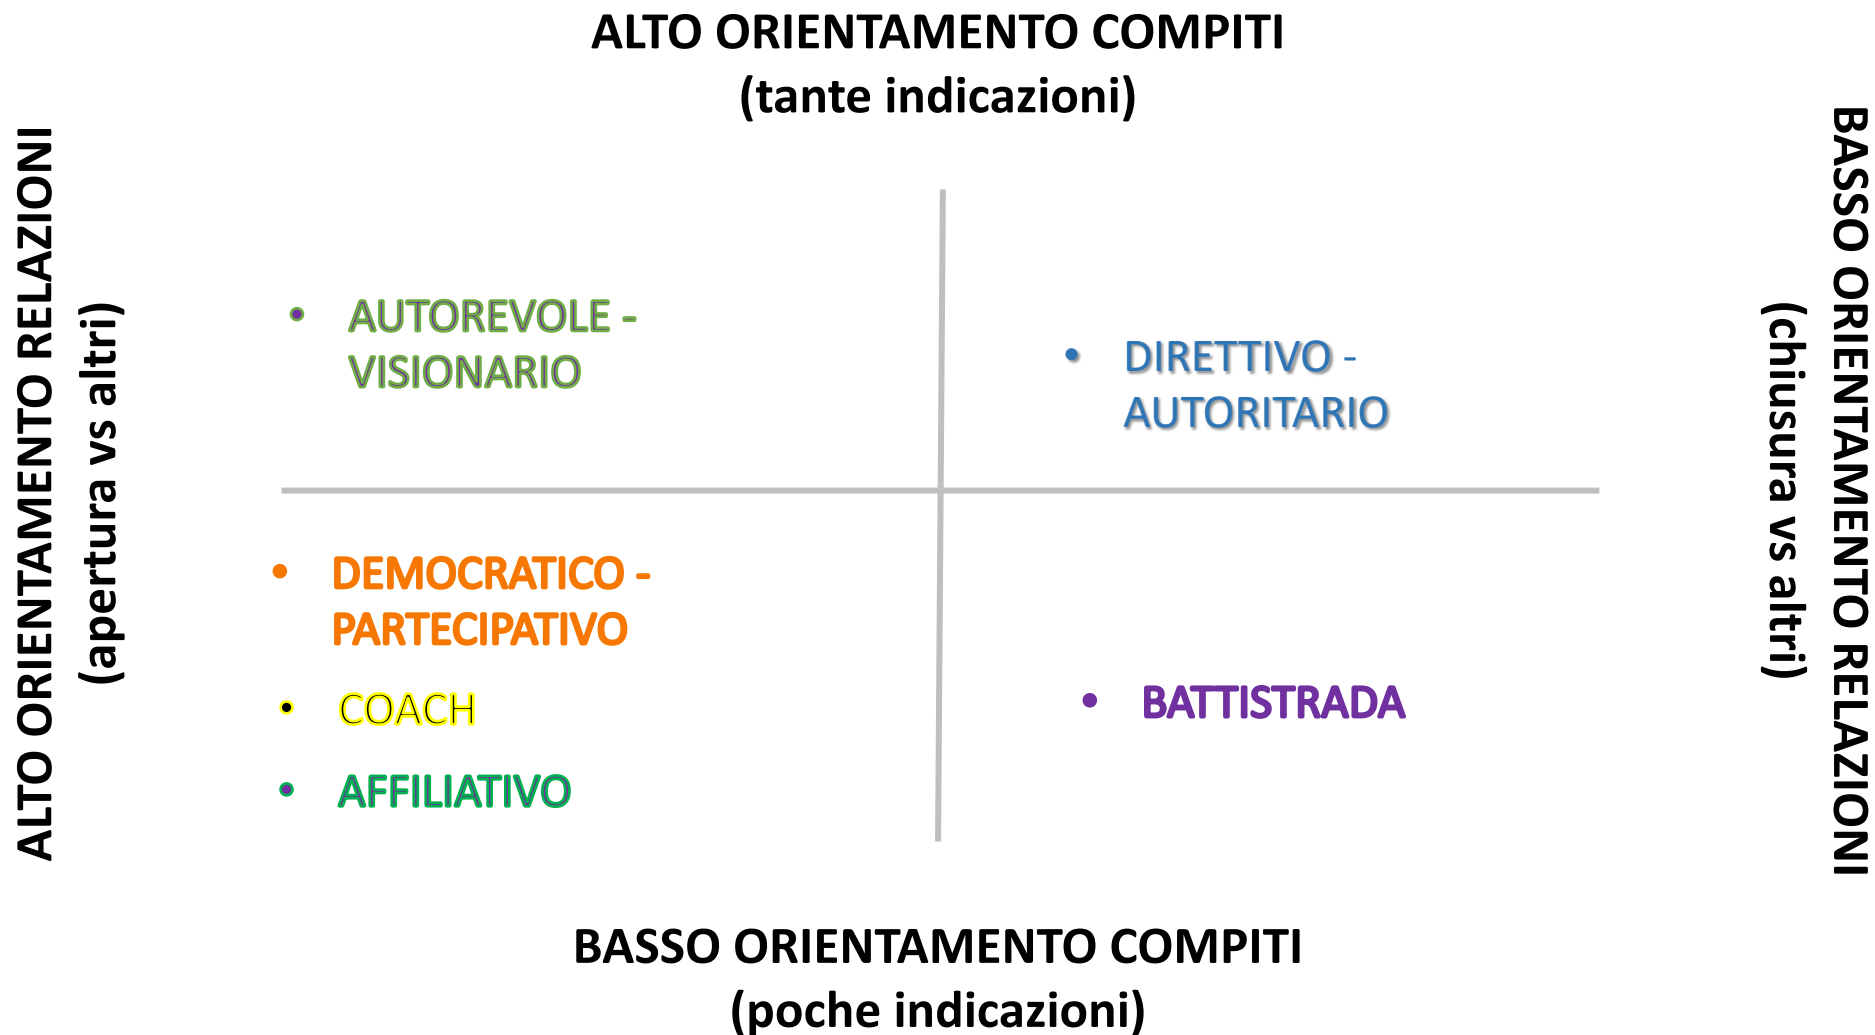 ALTO ORIENTAMENTO COMPITI
(tante indicazioni)
ALTO ORIENTAMENTO RELAZIONI
(apertura vs altri)
• AUTOREVOLE -
VISIONARIO
• DIRETTIVO -
AUTORITARIO
• DEMOCRATICO -
PARTECIPATIVO
• COACH
• AFFILIATIVO
• BATTISTRADA
BASSO ORIENTAMENTO RELAZIONI
(chiusura vs altri)
BASSO ORIENTAMENTO COMPITI
(poche indicazioni)